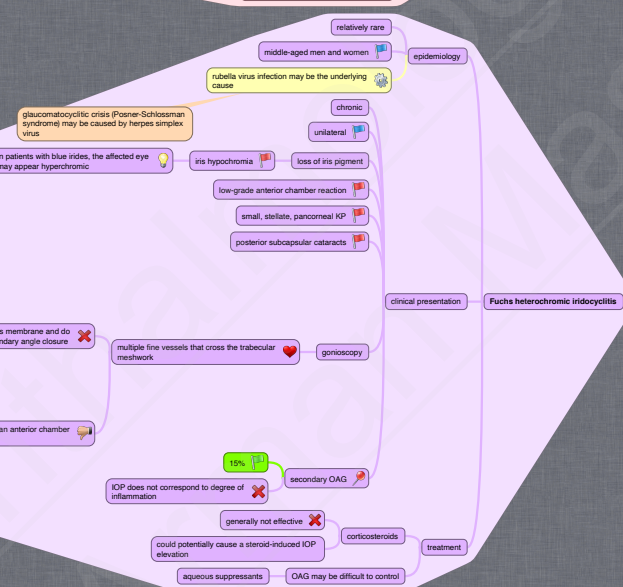 relatively rare
middle-aged men and women
epidemiology
rubella virus infection may be the underlying
cause
glaucomatocyclitic crisis (Posner-Schlossman
syndrome) may be caused by herpes simplex
virus
chronic
unilateral
patients with blue irides, the affected eye
may appear hyperchromic
iris hypochromia
loss of iris pigment
low-grade anterior chamber reaction
small, stellate, pancorneal KP
posterior subcapsular cataracts
clinical presentation
Fuchs heterochromic iridocyclitis
membrane and do
angle closure
multiple fine vessels that cross the trabecular
meshwork
gonioscopy
an anterior chamber
15%
secondary OAG
IOP does not correspond to degree of
inflammation
generally not effective
corticosteroids
could potentially cause a steroid-induced IOP
elevation
treatment
aqueous suppressants
OAG may be difficult to control